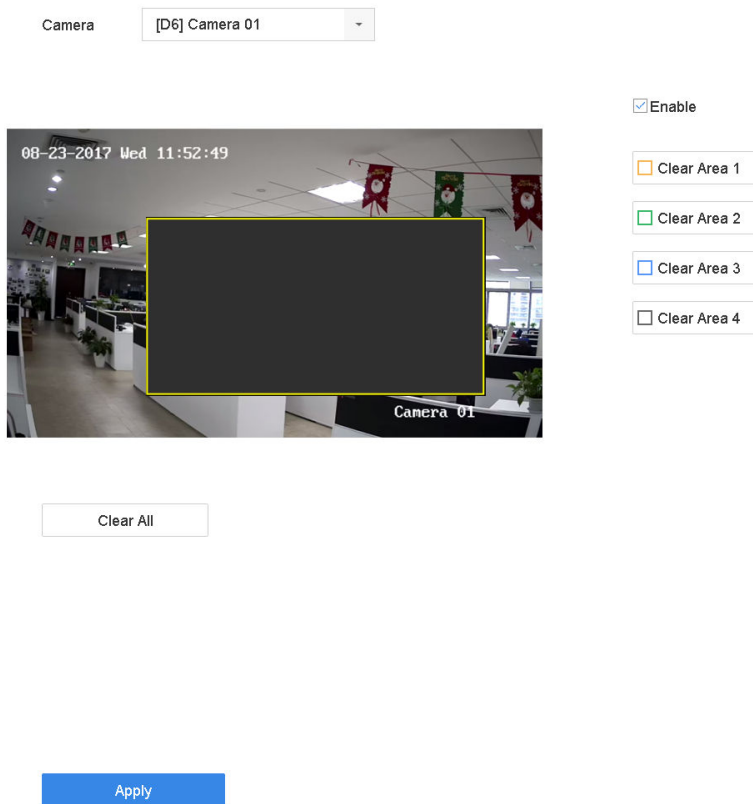 Camera
[D6] Camera 01
Enable
08-23-2017 Wed 11:52:49
Clear Area 1
Clear Area 2
Clear Area 3
Clear Area 4
Camera 01
Clear All
Apply